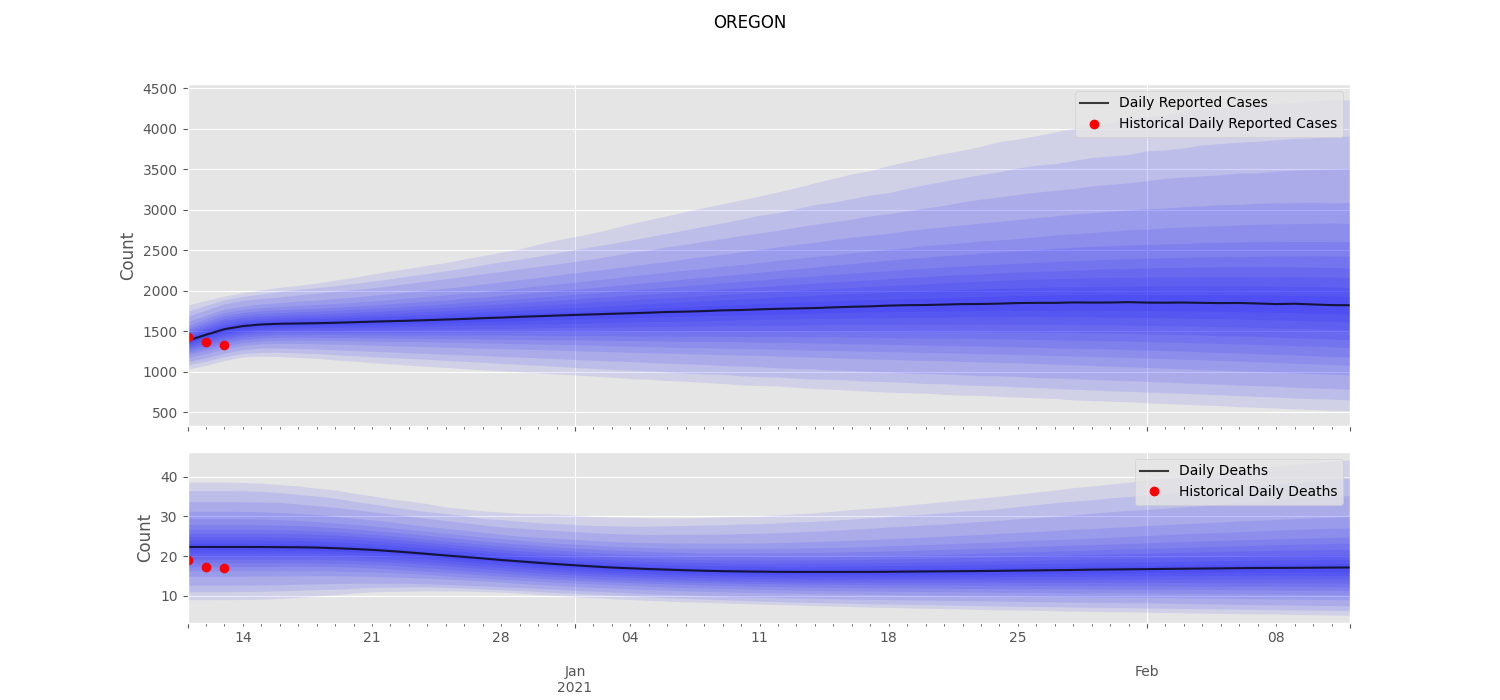 OREGON
4500
4000
3500
3000
2500
2000
1500
1000
500
Count
Daily Reported Cases
Historical Daily Reported Cases
40
30
20
10
Count
Daily Deaths
Historical Daily Deaths
14 21 28 04 11 18 25 08
Jan Feb
2021